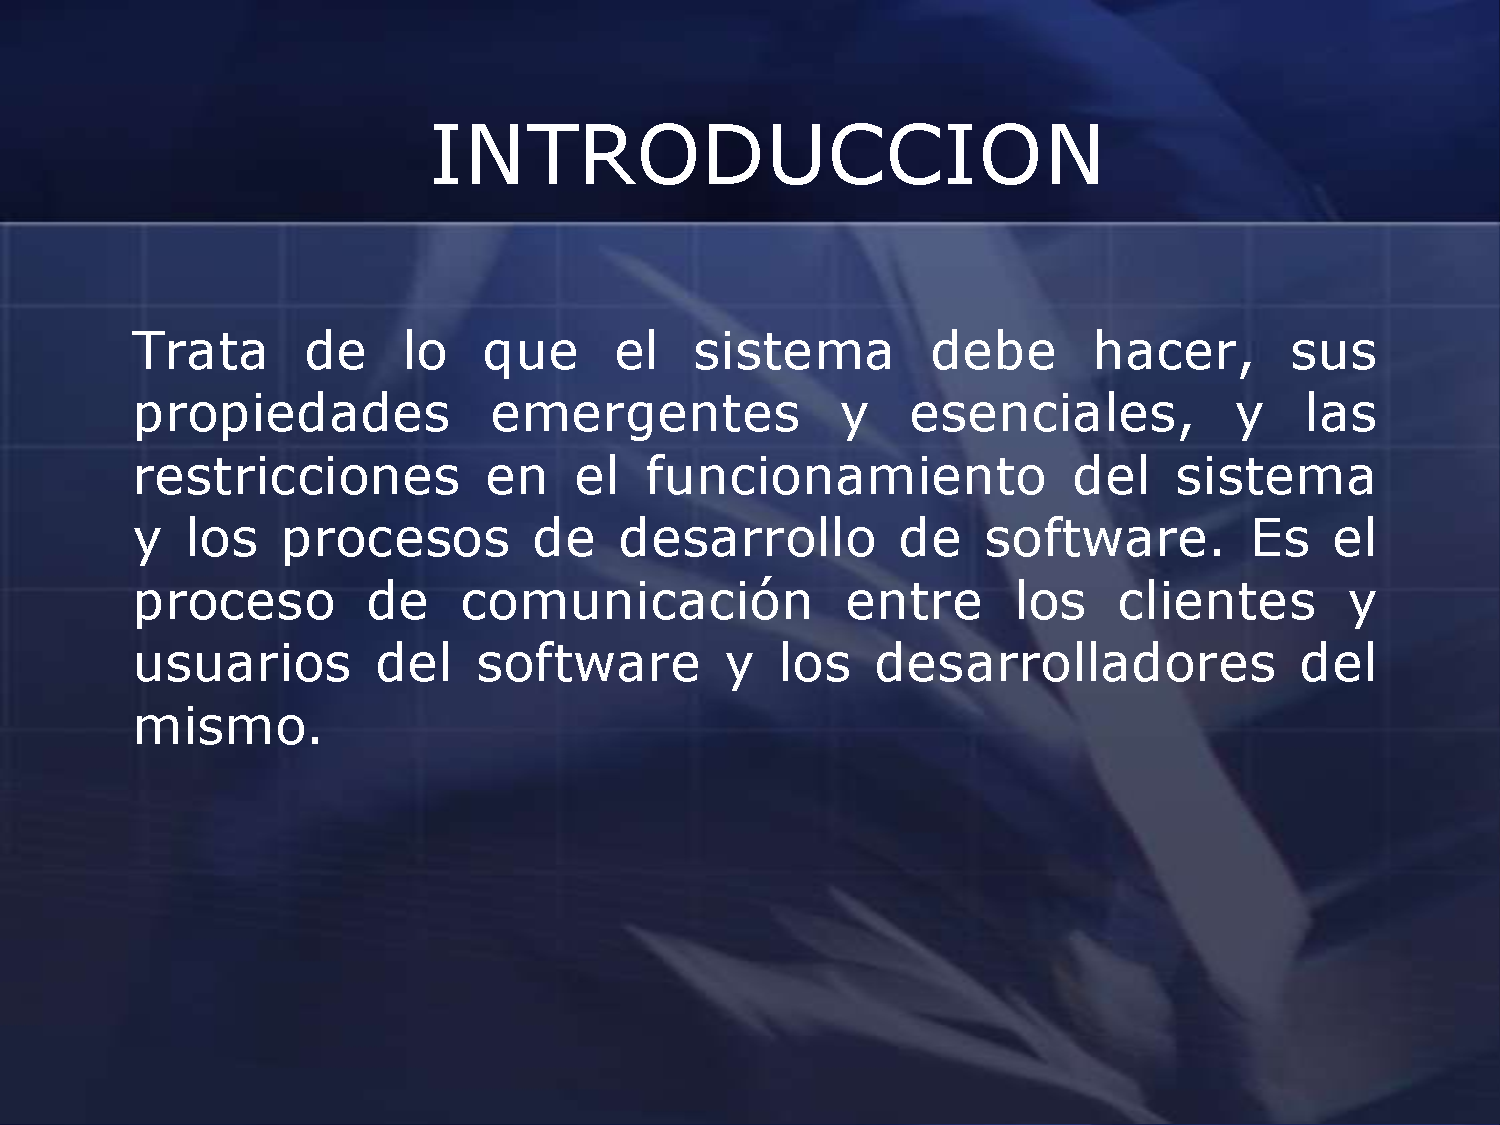 INTRODUCCION
Trata de lo que el sistema debe hacer, sus
propiedades emergentes y esenciales, y las
restricciones en el funcionamiento del sistema
y los procesos de desarrollo de software. Es el
proceso de comunicación entre los clientes y
usuarios del software y los desarrolladores del
mismo.